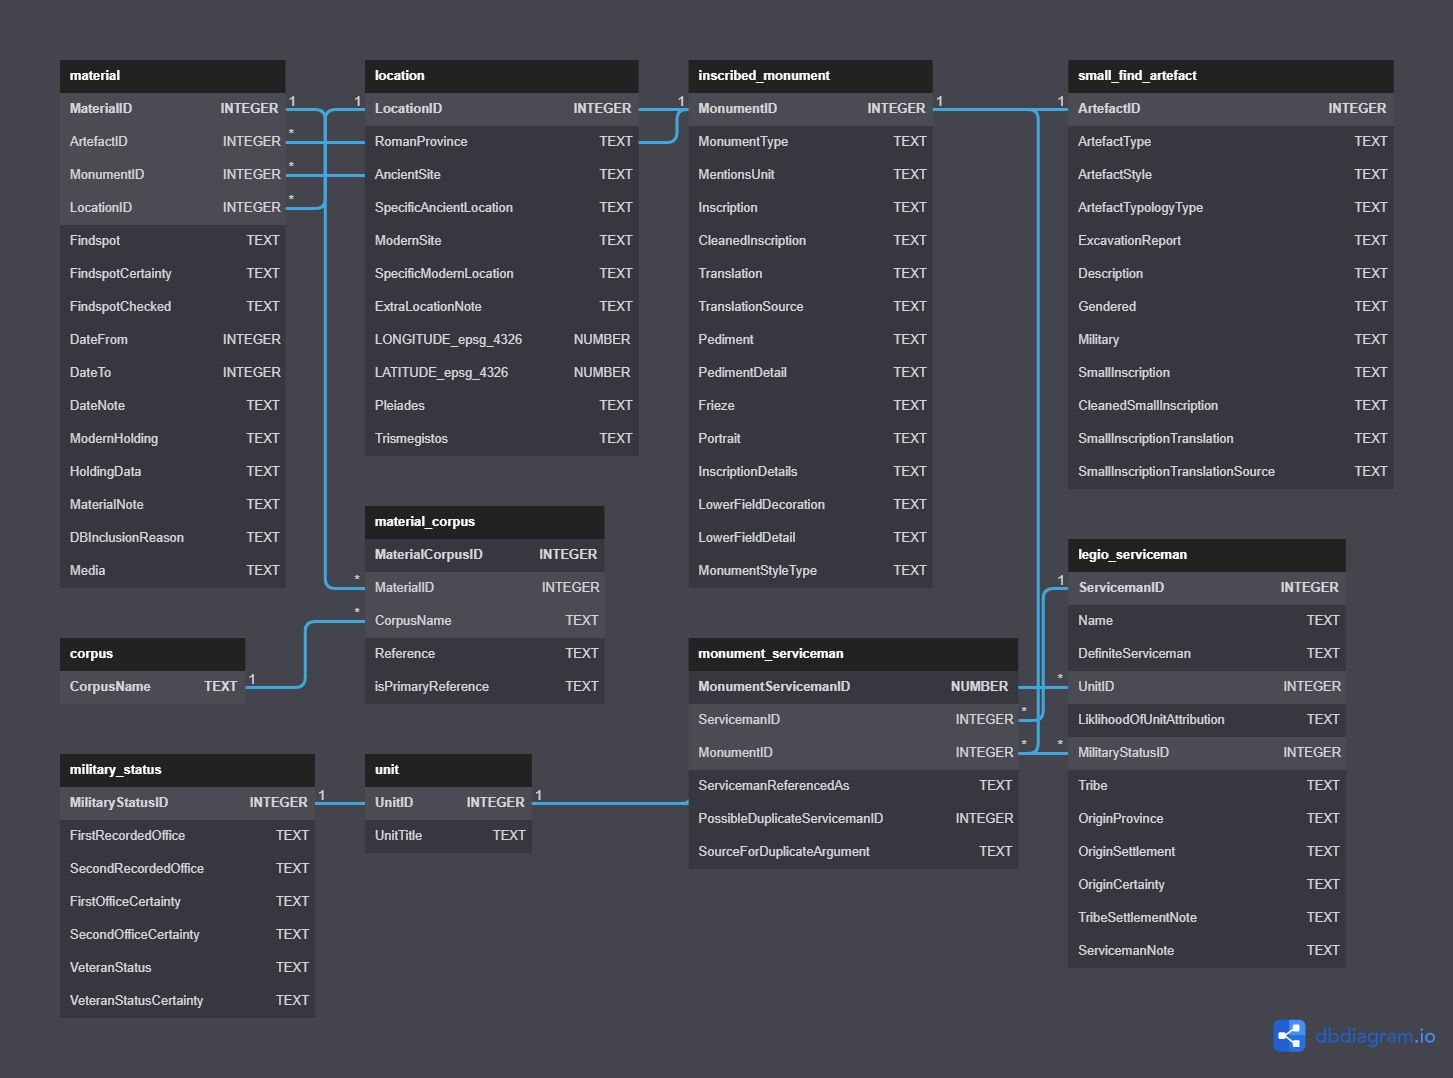 material
MaterialID INTEGER 1
ArtefactID INTEGER *
MonumentID INTEGER *
LocationID INTEGER *
Findspot TEXT
FindspotCertainty TEXT
FindspotChecked TEXT
DateFrom INTEGER
DateTo INTEGER
DateNote TEXT
ModernHolding TEXT
HoldingData TEXT
MaterialNote TEXT
DBInclusionReason TEXT
Media TEXT
location
1 LocationID INTEGER
RomanProvince TEXT
AncientSite TEXT
SpecificAncientLocation TEXT
ModernSite TEXT
SpecificModernLocation TEXT
ExtraLocationNote TEXT
LONGITUDE_epsg_4326 NUMBER
LATITUDE_epsg_4326 NUMBER
Pleiades TEXT
Trismegistos TEXT
inscribed_monument
1 MonumentID INTEGER 1
MonumentType TEXT
MentionsUnit TEXT
Inscription TEXT
CleanedInscription TEXT
Translation TEXT
TranslationSource TEXT
Pediment TEXT
PedimentDetail TEXT
Frieze TEXT
Portrait TEXT
InscriptionDetails TEXT
LowerFieldDecoration TEXT
LowerFieldDetail TEXT
MonumentStyleType TEXT
small_find_artefact
1 ArtefactID INTEGER
ArtefactType TEXT
ArtefactStyle TEXT
ArtefactTypologyType TEXT
ExcavationReport TEXT
Description TEXT
Gendered TEXT
Military TEXT
SmallInscription TEXT
CleanedSmallInscription TEXT
SmallInscriptionTranslation TEXT
SmallInscriptionTranslationSource TEXT
material_corpus
MaterialCorpusID INTEGER
* MaterialID INTEGER
* CorpusName TEXT
Reference TEXT
isPrimaryReference TEXT
corpus
CorpusName TEXT 1
monument_serviceman
MonumentServicemanID NUMBER
ServicemanID INTEGER *
MonumentID INTEGER *
ServicemanReferencedAs TEXT
PossibleDuplicateServicemanID INTEGER
SourceForDuplicateArgument TEXT
legio_serviceman
1 ServicemanID INTEGER
Name TEXT
DefiniteServiceman TEXT
* UnitID INTEGER
LiklihoodOfUnitAttribution TEXT
* MilitaryStatusID INTEGER
Tribe TEXT
OriginProvince TEXT
OriginSettlement TEXT
OriginCertainty TEXT
TribeSettlementNote TEXT
ServicemanNote TEXT
military_status
MilitaryStatusID INTEGER 1
FirstRecordedOffice TEXT
SecondRecordedOffice TEXT
FirstOfficeCertainty TEXT
SecondOfficeCertainty TEXT
VeteranStatus TEXT
VeteranStatusCertainty TEXT
unit
UnitID INTEGER 1
UnitTitle TEXT
dbdiagram.io